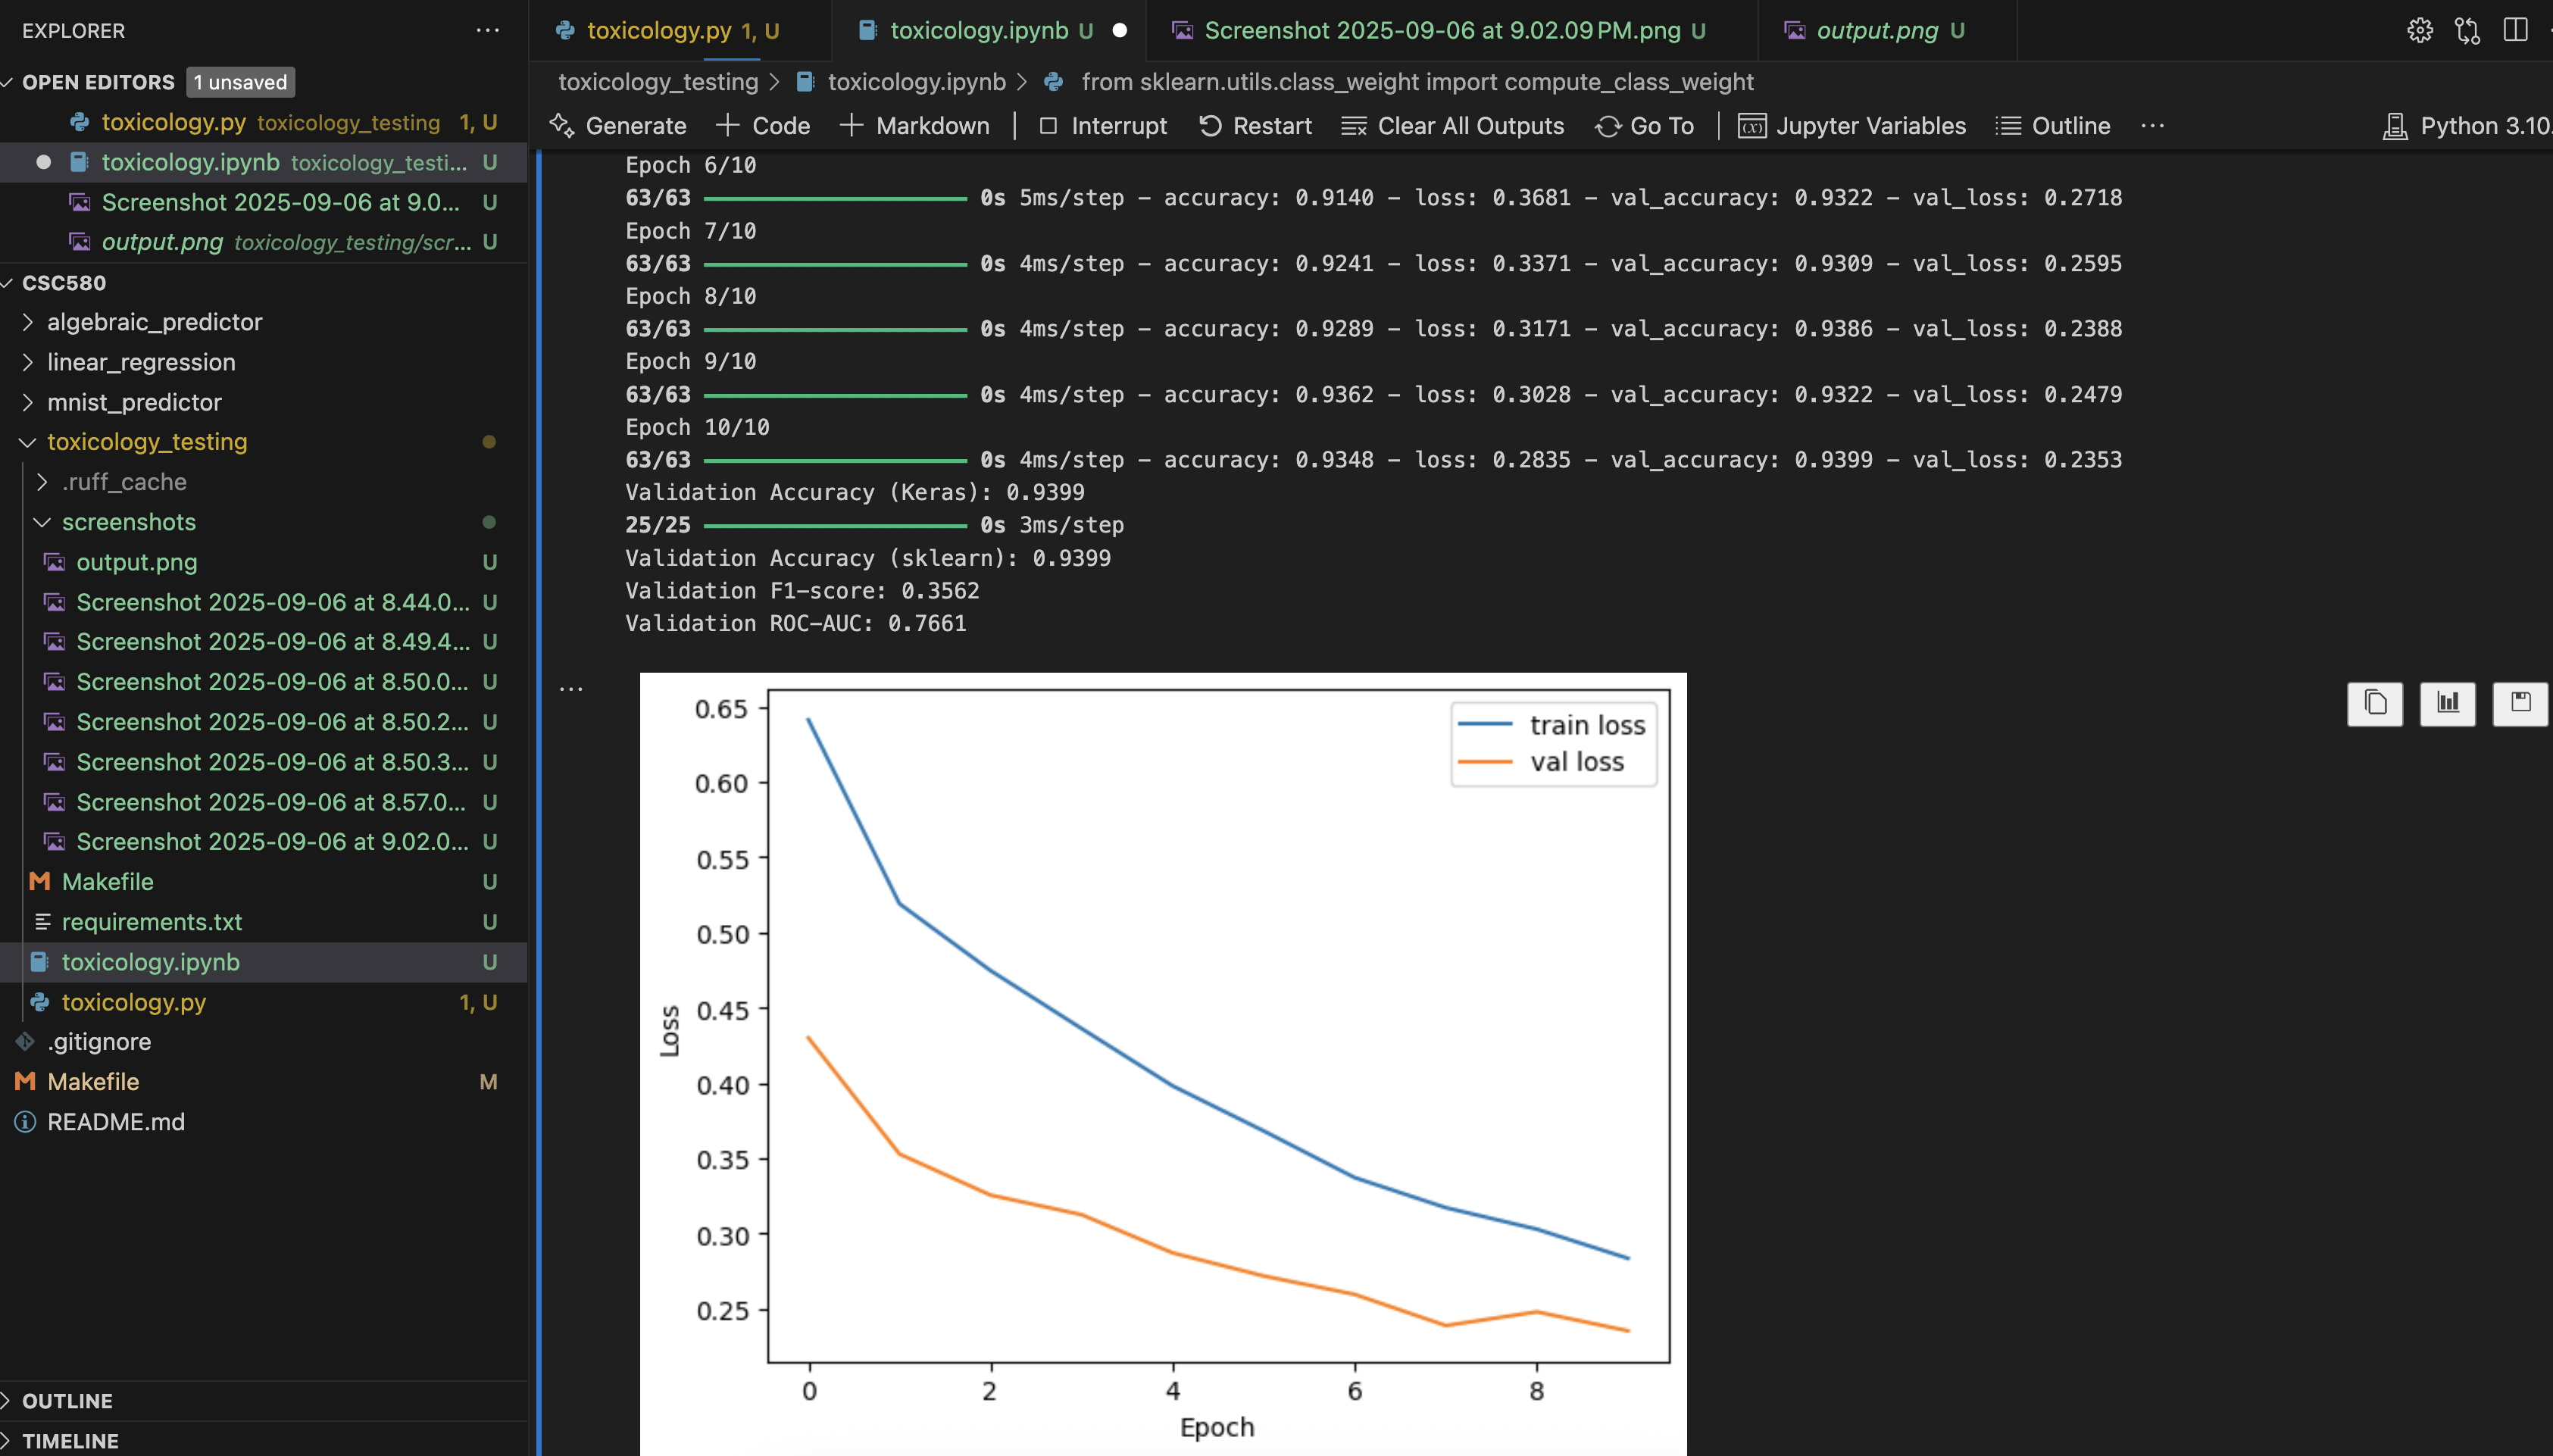 EXPLORER
OPEN EDITORS 1 unsaved
toxicology.py toxicology_testing 1, U
toxicology.ipynb toxicology_testi... U
Screenshot 2025-09-06 at 9.0... U
output.png toxicology_testing/scr... U
CSC580
algebraic_predictor
linear_regression
mnist_predictor
toxicology_testing
.ruff_cache
screenshots
output.png U
Screenshot 2025-09-06 at 8.44.0... U
Screenshot 2025-09-06 at 8.49.4... U
Screenshot 2025-09-06 at 8.50.0... U
Screenshot 2025-09-06 at 8.50.2... U
Screenshot 2025-09-06 at 8.50.3... U
Screenshot 2025-09-06 at 8.57.0... U
Screenshot 2025-09-06 at 9.02.0... U
Makefile U
requirements.txt U
toxicology.ipynb U
toxicology.py 1, U
.gitignore
Makefile M
README.md
OUTLINE
TIMELINE
toxicology.py 1, U toxicology.ipynb U Screenshot 2025-09-06 at 9.02.09 PM.png U output.png U
toxicology_testing > toxicology.ipynb > from sklearn.utils.class_weight import compute_class_weight
Generate + Code + Markdown | Interrupt Restart Clear All Outputs Go To | Jupyter Variables Outline ... Python 3.10.
Epoch 6/10
63/63 0s 5ms/step - accuracy: 0.9140 - loss: 0.3681 - val_accuracy: 0.9322 - val_loss: 0.2718
Epoch 7/10
63/63 0s 4ms/step - accuracy: 0.9241 - loss: 0.3371 - val_accuracy: 0.9309 - val_loss: 0.2595
Epoch 8/10
63/63 0s 4ms/step - accuracy: 0.9289 - loss: 0.3171 - val_accuracy: 0.9386 - val_loss: 0.2388
Epoch 9/10
63/63 0s 4ms/step - accuracy: 0.9362 - loss: 0.3028 - val_accuracy: 0.9322 - val_loss: 0.2479
Epoch 10/10
63/63 0s 4ms/step - accuracy: 0.9348 - loss: 0.2835 - val_accuracy: 0.9399 - val_loss: 0.2353
Validation Accuracy (Keras): 0.9399
25/25 0s 3ms/step
Validation Accuracy (sklearn): 0.9399
Validation F1-score: 0.3562
Validation ROC-AUC: 0.7661
train loss
val loss
0.65
0.60
0.55
0.50
0.45
0.40
0.35
0.30
0.25
Loss
0 2 4 6 8
Epoch